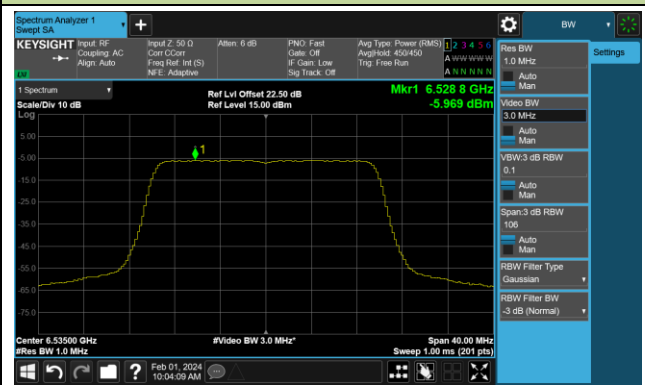 Spectrum Analyzer 1
Swept SA
BW
KEYSIGHT
Input: RF
Coupling: AC
Align: Auto
Input Z: 50 Ω
Corr CCorr
Freq Ref: Int (S)
NFE: Adaptive
Atten: 6 dB
PNO: Fast
Gate: Off
IF Gain: Low
Sig Track: Off
Avg Type: Power (RMS)
Avg|Hold: 450/450
Trig: Free Run
1 2 3 4 5 6
A W W W W W
A N N N N N
1 Spectrum
Scale/Div 10 dB
Log
Ref Lvl Offset 22.50 dB
Ref Level 15.00 dBm
Mkr1 6.528 8 GHz
-5.969 dBm
1
5.00
-5.00
-15.0
-25.0
-35.0
-45.0
-55.0
-65.0
-75.0
Center 6.53500 GHz
#Res BW 1.0 MHz
#Video BW 3.0 MHz*
Span 40.00 MHz
Sweep 1.00 ms (201 pts)
Feb 01, 2024
10:04:09 AM
Res BW
1.0 MHz
Auto
Man
Video BW
3.0 MHz
Auto
Man
VBW:3 dB RBW
0.1
Auto
Man
Span:3 dB RBW
106
Auto
Man
RBW Filter Type
Gaussian
RBW Filter BW
-3 dB (Normal)
Settings